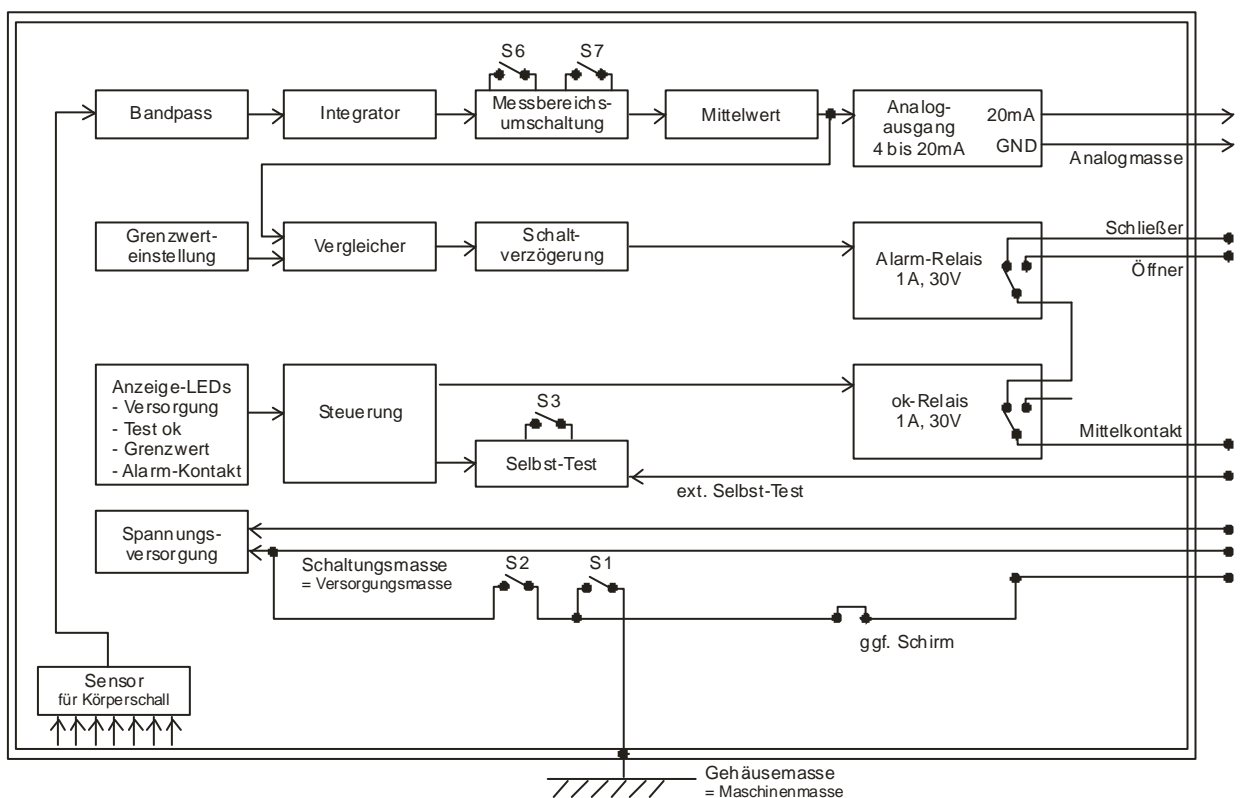 S6
S7
Bandpass
Integrator
Messbereichs-
umschaltung
Mittelwert
Analog-
ausgang
4 bis 20mA
20mA
GND
Analogmasse
Grenzwert-
einstellung
Vergleicher
Schalt-
verzögerung
Alarm-Relais
1A, 30V
Schließer
Öffner
Anzeige-LEDs
- Versorgung
- Test ok
- Grenzwert
- Alarm-Kontakt
Steuerung
S3
Selbst-Test
ok-Relais
1A, 30V
Mittelkontakt
ext. Selbst-Test
Spannungs-
versorgung
Schaltungsmasse
= Versorgungsmasse
S2
S1
ggf. Schirm
Sensor
für Körperschall
Gehäusemasse
= Maschinenmasse